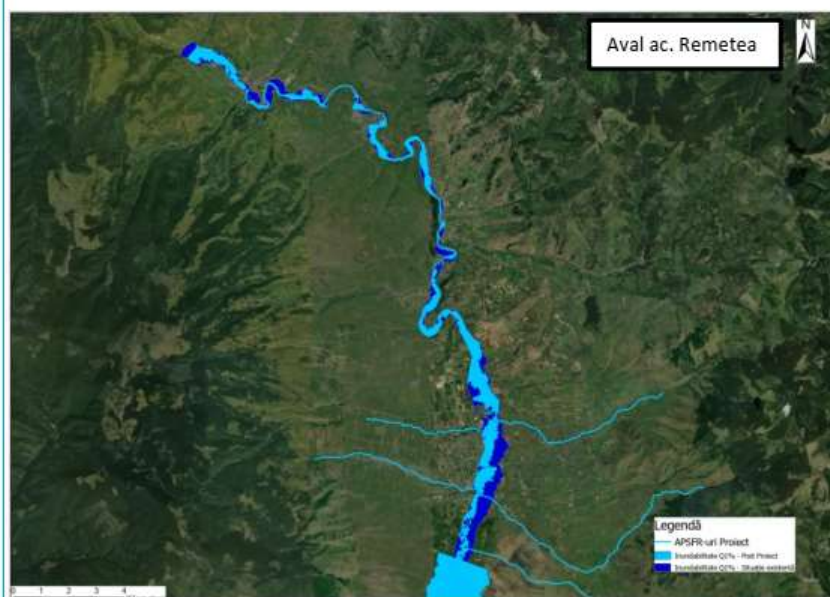 Aval ac. Remetea
N
Legendă
APSFR-uri Proiect
Inundabilitate Q1% - Post Proiect
Inundabilitate Q1% - Situație existentă
0 1 2 3 4